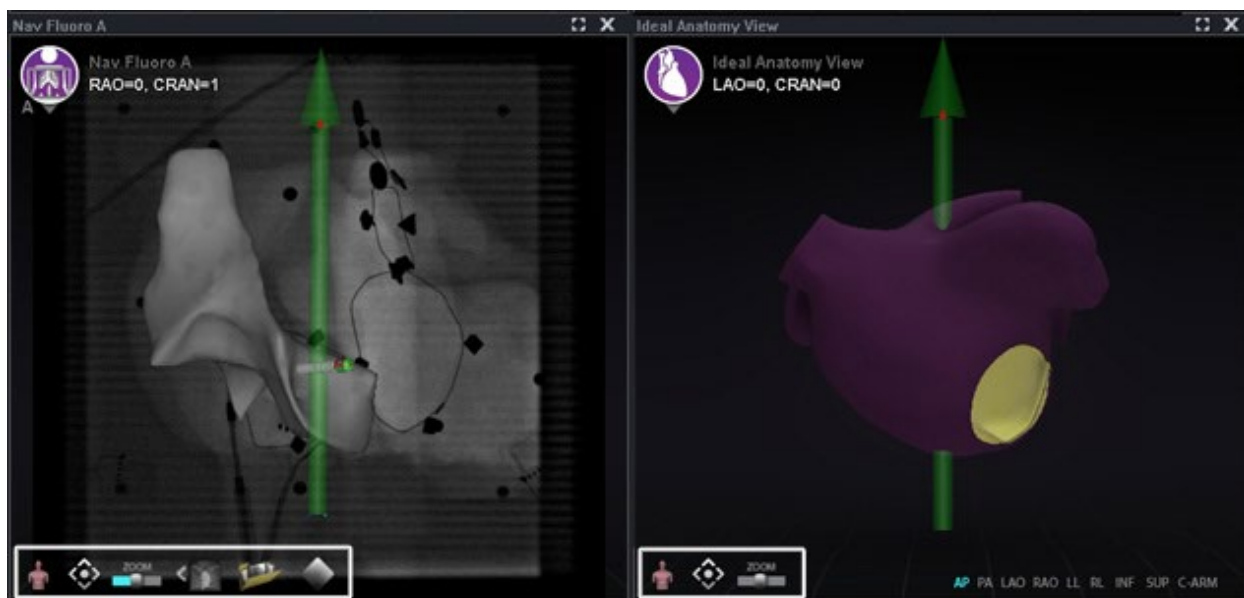 Nav Fluoro A
Nav Fluoro A
RAO=0, CRAN=1
A
ZOOM
Ideal Anatomy View
Ideal Anatomy View
LAO=0, CRAN=0
ZOOM
AP PA LAO RAO LL RL INF SUP C-ARM